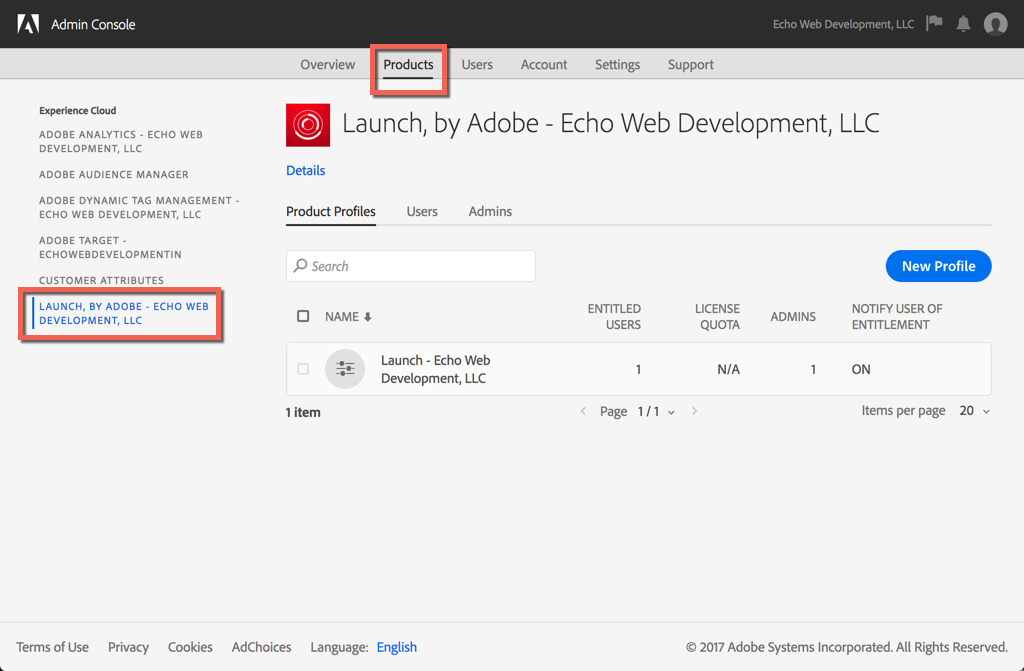 Admin Console
Echo Web Development, LLC
Overview Products Users Account Settings Support
Experience Cloud
ADOBE ANALYTICS - ECHO WEB
DEVELOPMENT, LLC
ADOBE AUDIENCE MANAGER
ADOBE DYNAMIC TAG MANAGEMENT -
ECHO WEB DEVELOPMENT, LLC
ADOBE TARGET -
ECHOWEBDEVELOPMENTIN
CUSTOMER ATTRIBUTES
LAUNCH, BY ADOBE - ECHO WEB
DEVELOPMENT, LLC
Launch, by Adobe - Echo Web Development, LLC
Details
Product Profiles Users Admins
Search
New Profile
NAME
ENTITLED
USERS
LICENSE
QUOTA
ADMINS
NOTIFY USER OF
ENTITLEMENT
Launch - Echo Web
Development, LLC
1 N/A 1 ON
1 item
Page 1 / 1
Items per page 20
Terms of Use Privacy Cookies AdChoices Language: English
© 2017 Adobe Systems Incorporated. All Rights Reserved.